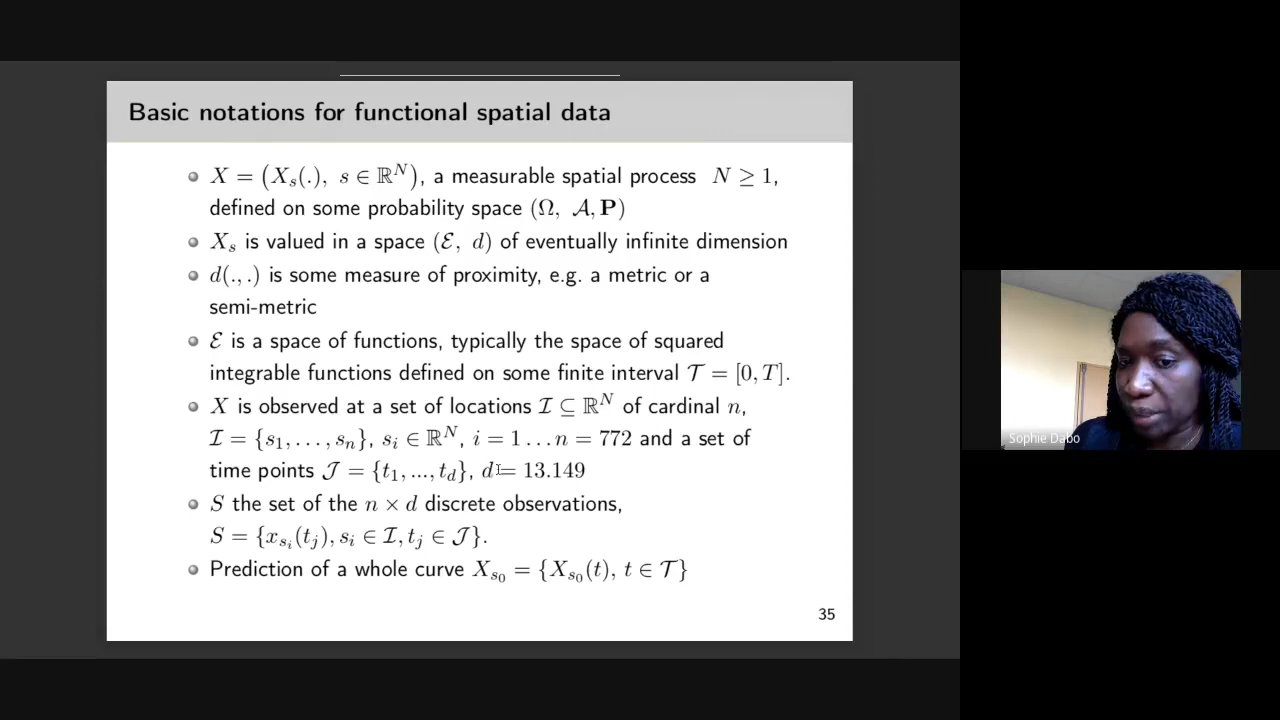 Basic notations for functional spatial data
X = (X_s(.), s ∈ ℝ^N), a measurable spatial process N ≥ 1,
defined on some probability space (Ω, 𝒜, P)
X_s is valued in a space (ℰ, d) of eventually infinite dimension
d(., .) is some measure of proximity, e.g. a metric or a
semi-metric
ℰ is a space of functions, typically the space of squared
integrable functions defined on some finite interval 𝒯 = [0, T].
X is observed at a set of locations ℐ ⊆ ℝ^N of cardinal n,
ℐ = {s_1, . . . , s_n}, s_i ∈ ℝ^N, i = 1 . . . n = 772 and a set of
time points 𝒥 = {t_1, ..., t_d}, d = 13.149
S the set of the n × d discrete observations,
S = {x_{s_i}(t_j), s_i ∈ ℐ, t_j ∈ 𝒥}.
Prediction of a whole curve X_{s_0} = {X_{s_0}(t), t ∈ 𝒯}
35
Sophie Dabo